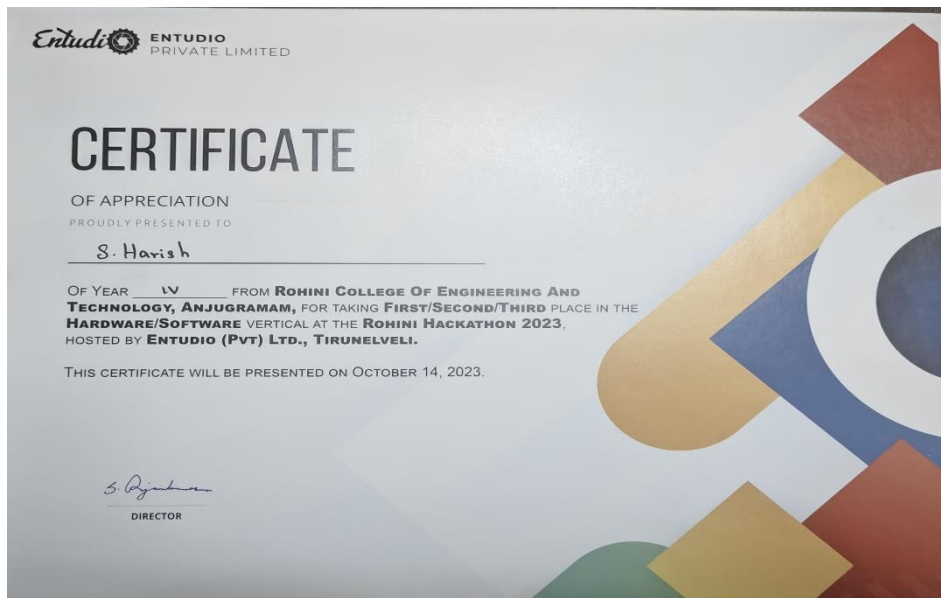 Entudio ENTUDIO
PRIVATE LIMITED
CERTIFICATE
OF APPRECIATION
PROUDLY PRESENTED TO
S. Harish
OF YEAR IV FROM ROHINI COLLEGE OF ENGINEERING AND
TECHNOLOGY, ANJUGRAMAM, FOR TAKING FIRST/SECOND/THIRD PLACE IN THE
HARDWARE/SOFTWARE VERTICAL AT THE ROHINI HACKATHON 2023,
HOSTED BY ENTUDIO (PVT) LTD., TIRUNELVELI.
THIS CERTIFICATE WILL BE PRESENTED ON OCTOBER 14, 2023.
DIRECTOR